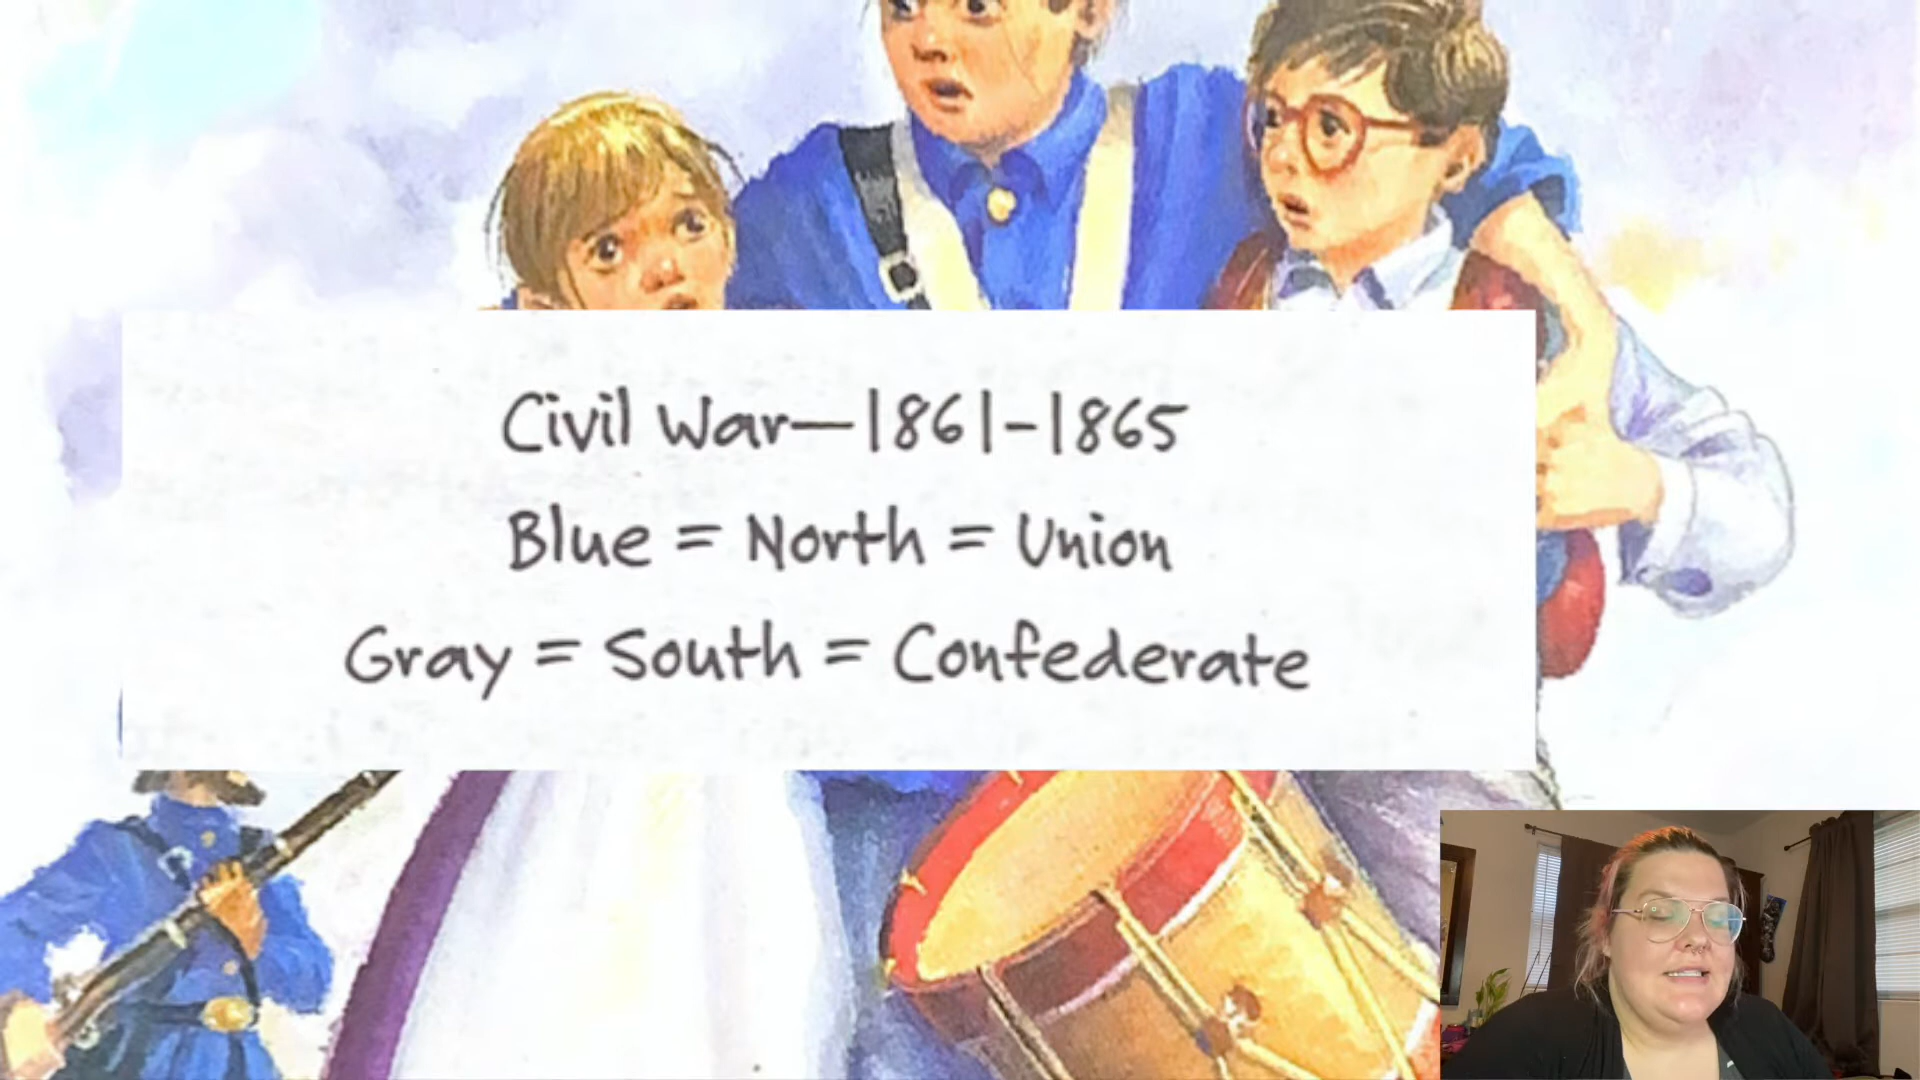 Civil War—1861-1865
Blue = North = Union
Gray = South = Confederate